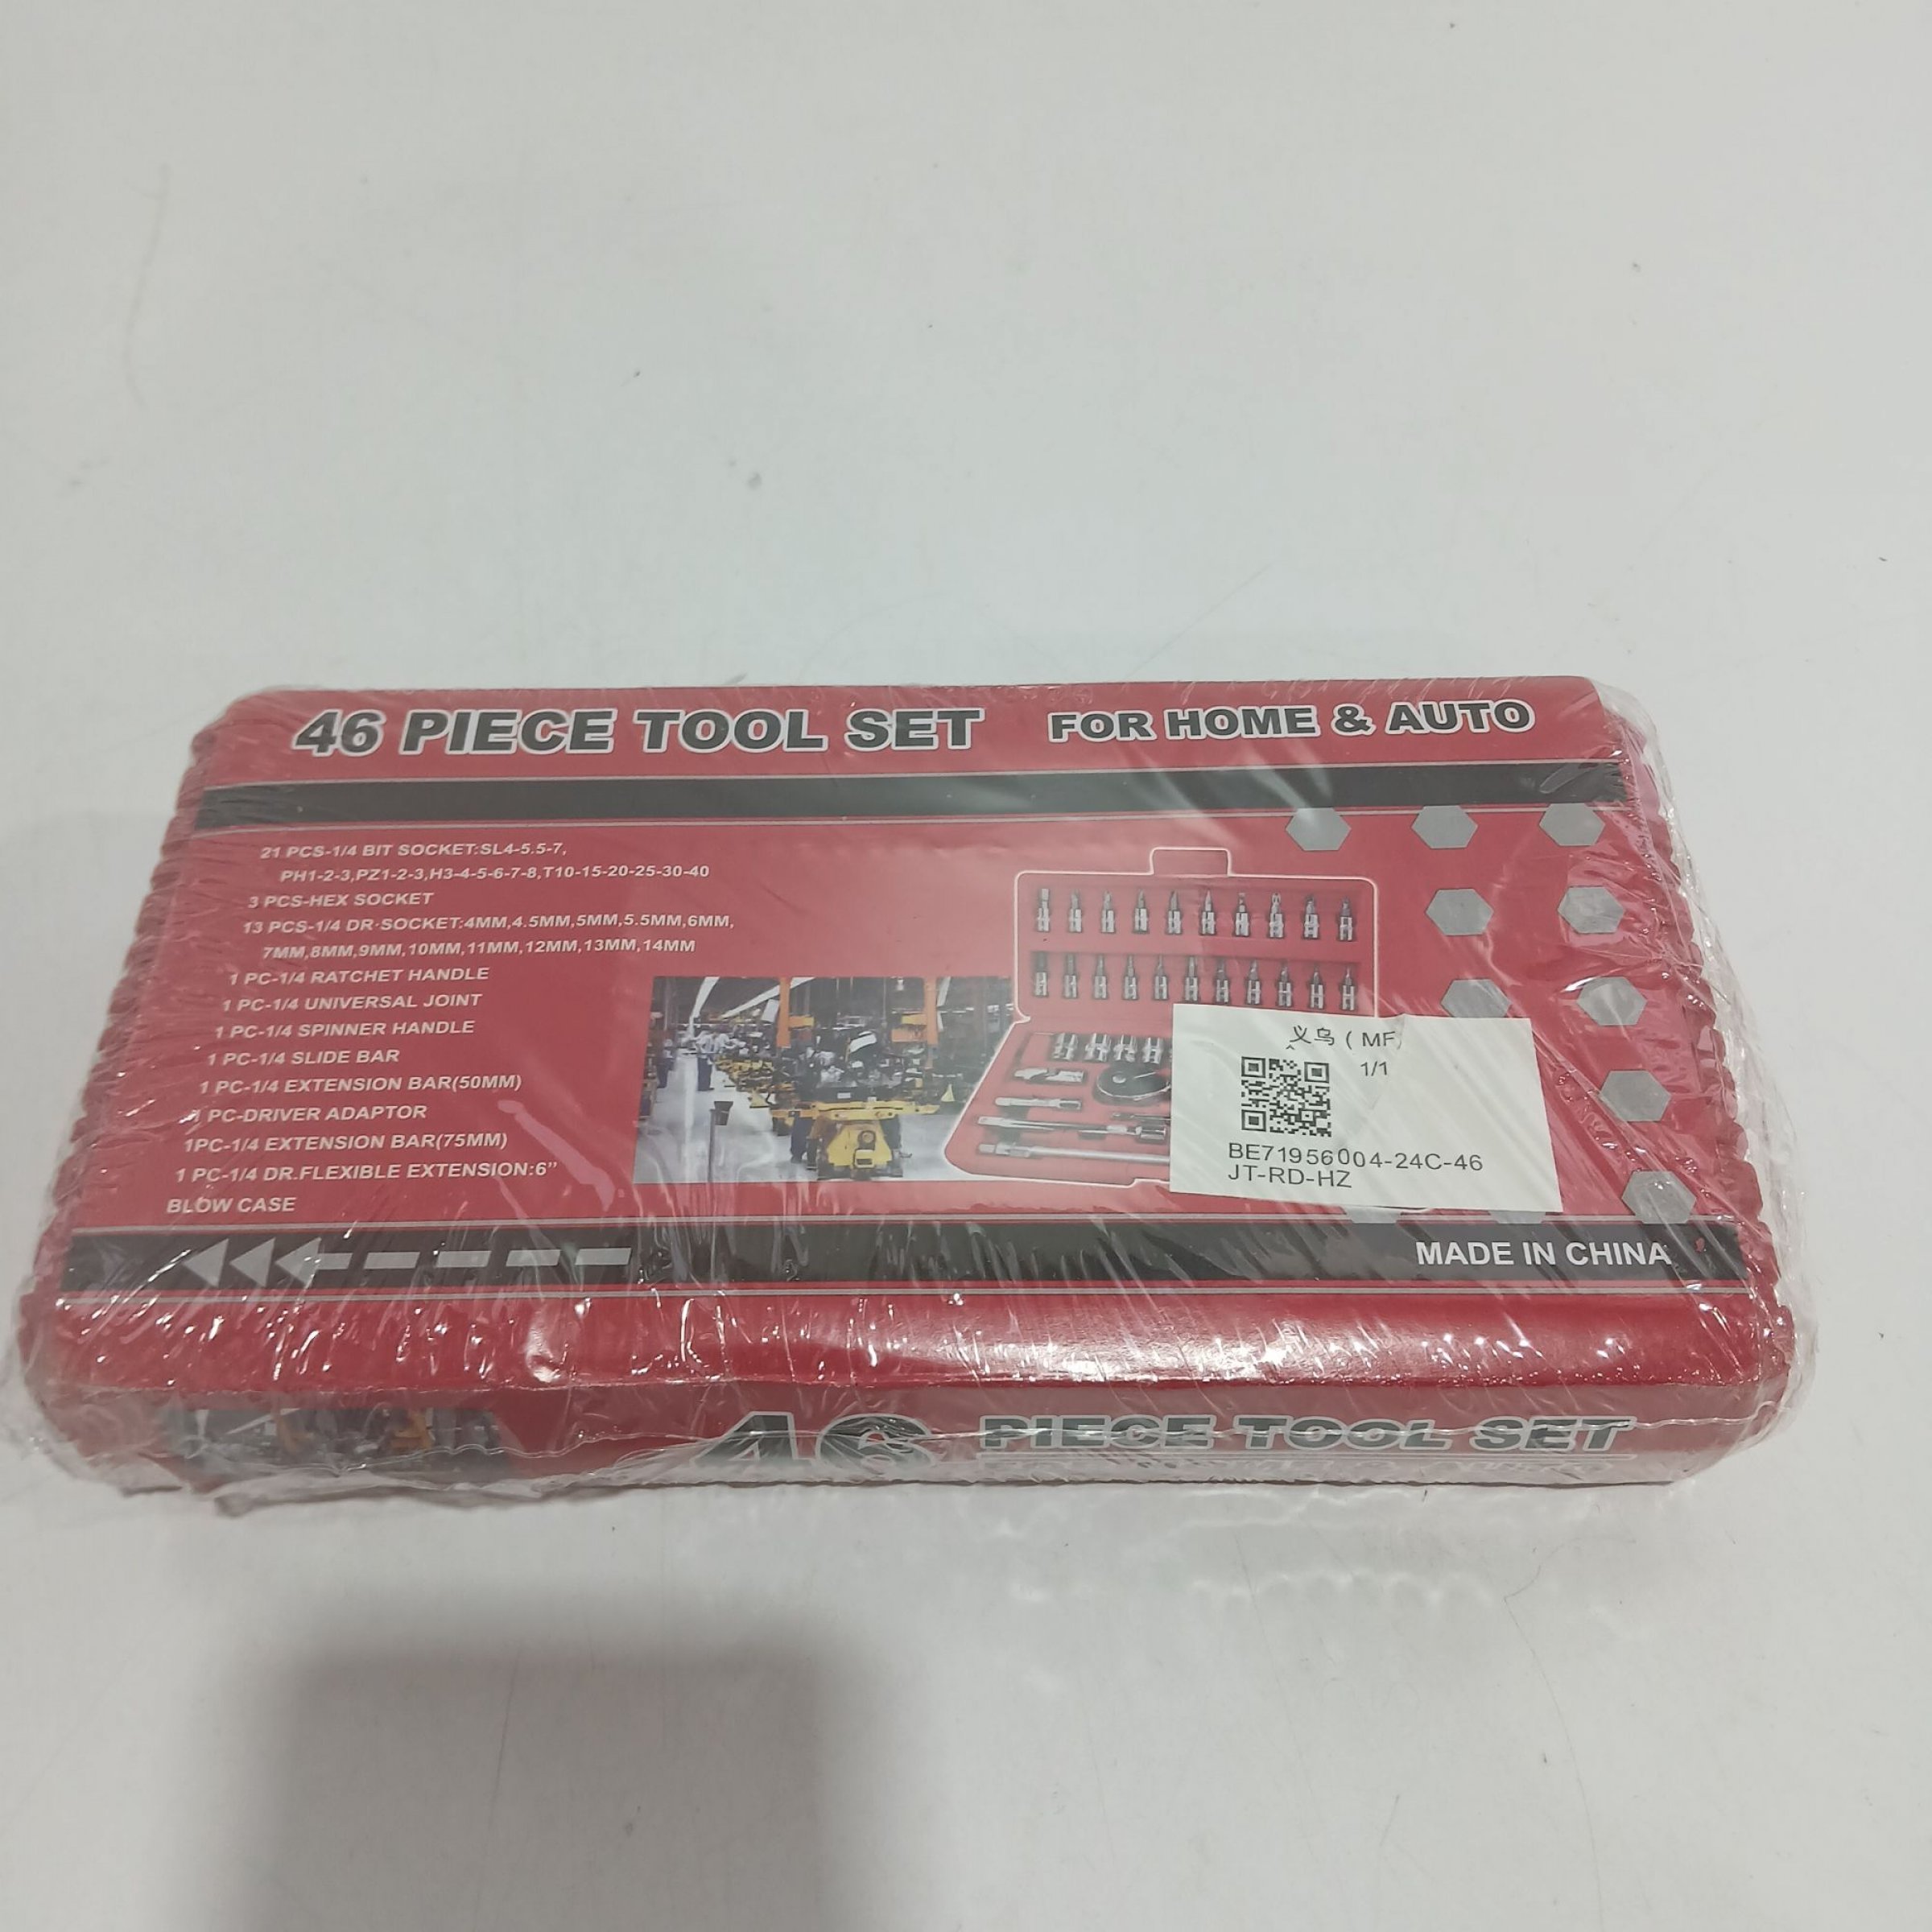 46 PIECE TOOL SET FOR HOME & AUTO
21 PCS-1/4 BIT SOCKET:SL4-5.5-7,
PH1-2-3,PZ1-2-3,H3-4-5-6-7-8,T10-15-20-25-30-40
3 PCS-HEX SOCKET
13 PCS-1/4 DR·SOCKET:4MM,4.5MM,5MM,5.5MM,6MM,
7MM,8MM,9MM,10MM,11MM,12MM,13MM,14MM
1 PC-1/4 RATCHET HANDLE
1 PC-1/4 UNIVERSAL JOINT
1 PC-1/4 SPINNER HANDLE
1 PC-1/4 SLIDE BAR
1 PC-1/4 EXTENSION BAR(50MM)
1 PC-DRIVER ADAPTOR
1PC-1/4 EXTENSION BAR(75MM)
1 PC-1/4 DR.FLEXIBLE EXTENSION:6”
BLOW CASE
义乌 ( MF)
1/1
BE71956004-24C-46
JT-RD-HZ
MADE IN CHINA
46 PIECE TOOL SET